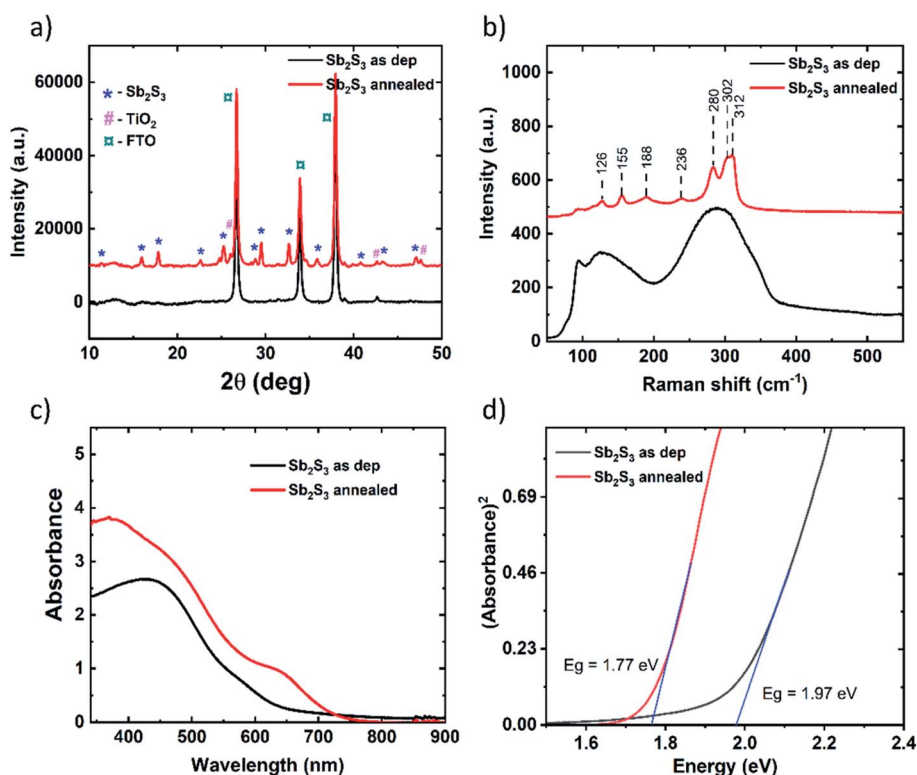 a)
Sb₂S₃ as dep
Sb₂S₃ annealed
* - Sb₂S₃
# - TiO₂
¤ - FTO
¤
¤
¤
*
*
*
*
*
#
*
*
*
*
*
#
*
*
#
60000
40000
20000
0
Intensity (a.u.)
10 20 30 40 50
2θ (deg)
b)
Sb₂S₃ as dep
Sb₂S₃ annealed
126
155
188
236
280
302
312
1000
900
800
700
600
500
400
300
200
100
0
Intensity (a.u.)
100 200 300 400 500
Raman shift (cm⁻¹)
c)
Sb₂S₃ as dep
Sb₂S₃ annealed
5
4
3
2
1
0
Absorbance
400 500 600 700 800 900
Wavelength (nm)
d)
Sb₂S₃ as dep
Sb₂S₃ annealed
Eg = 1.77 eV
Eg = 1.97 eV
0.69
0.46
0.23
0.00
(Absorbance)²
1.6 1.8 2.0 2.2 2.4
Energy (eV)